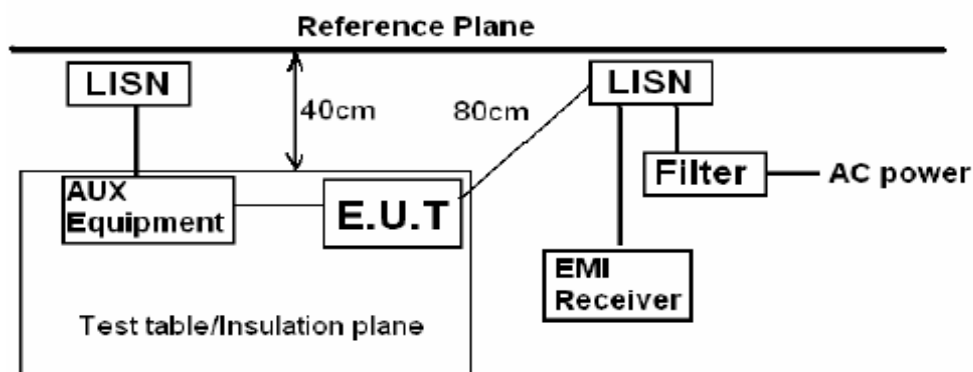 Reference Plane
LISN
40cm
80cm
LISN
Filter
AC power
AUX
Equipment
E.U.T
EMI
Receiver
Test table/Insulation plane